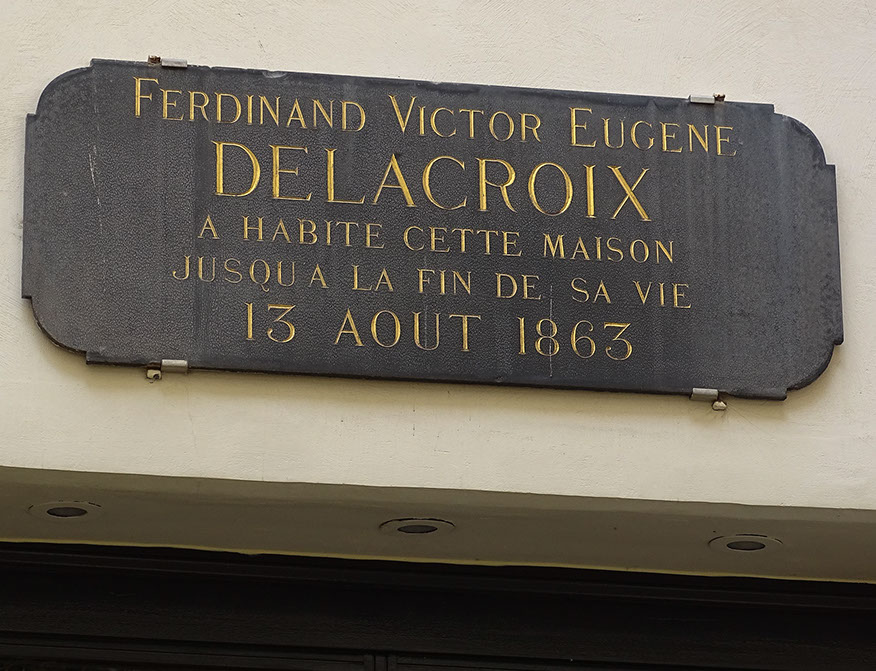 FERDINAND VICTOR EUGENE
DELACROIX
A HABITE CETTE MAISON
JUSQU'A LA FIN DE SA VIE
13 AOUT 1863